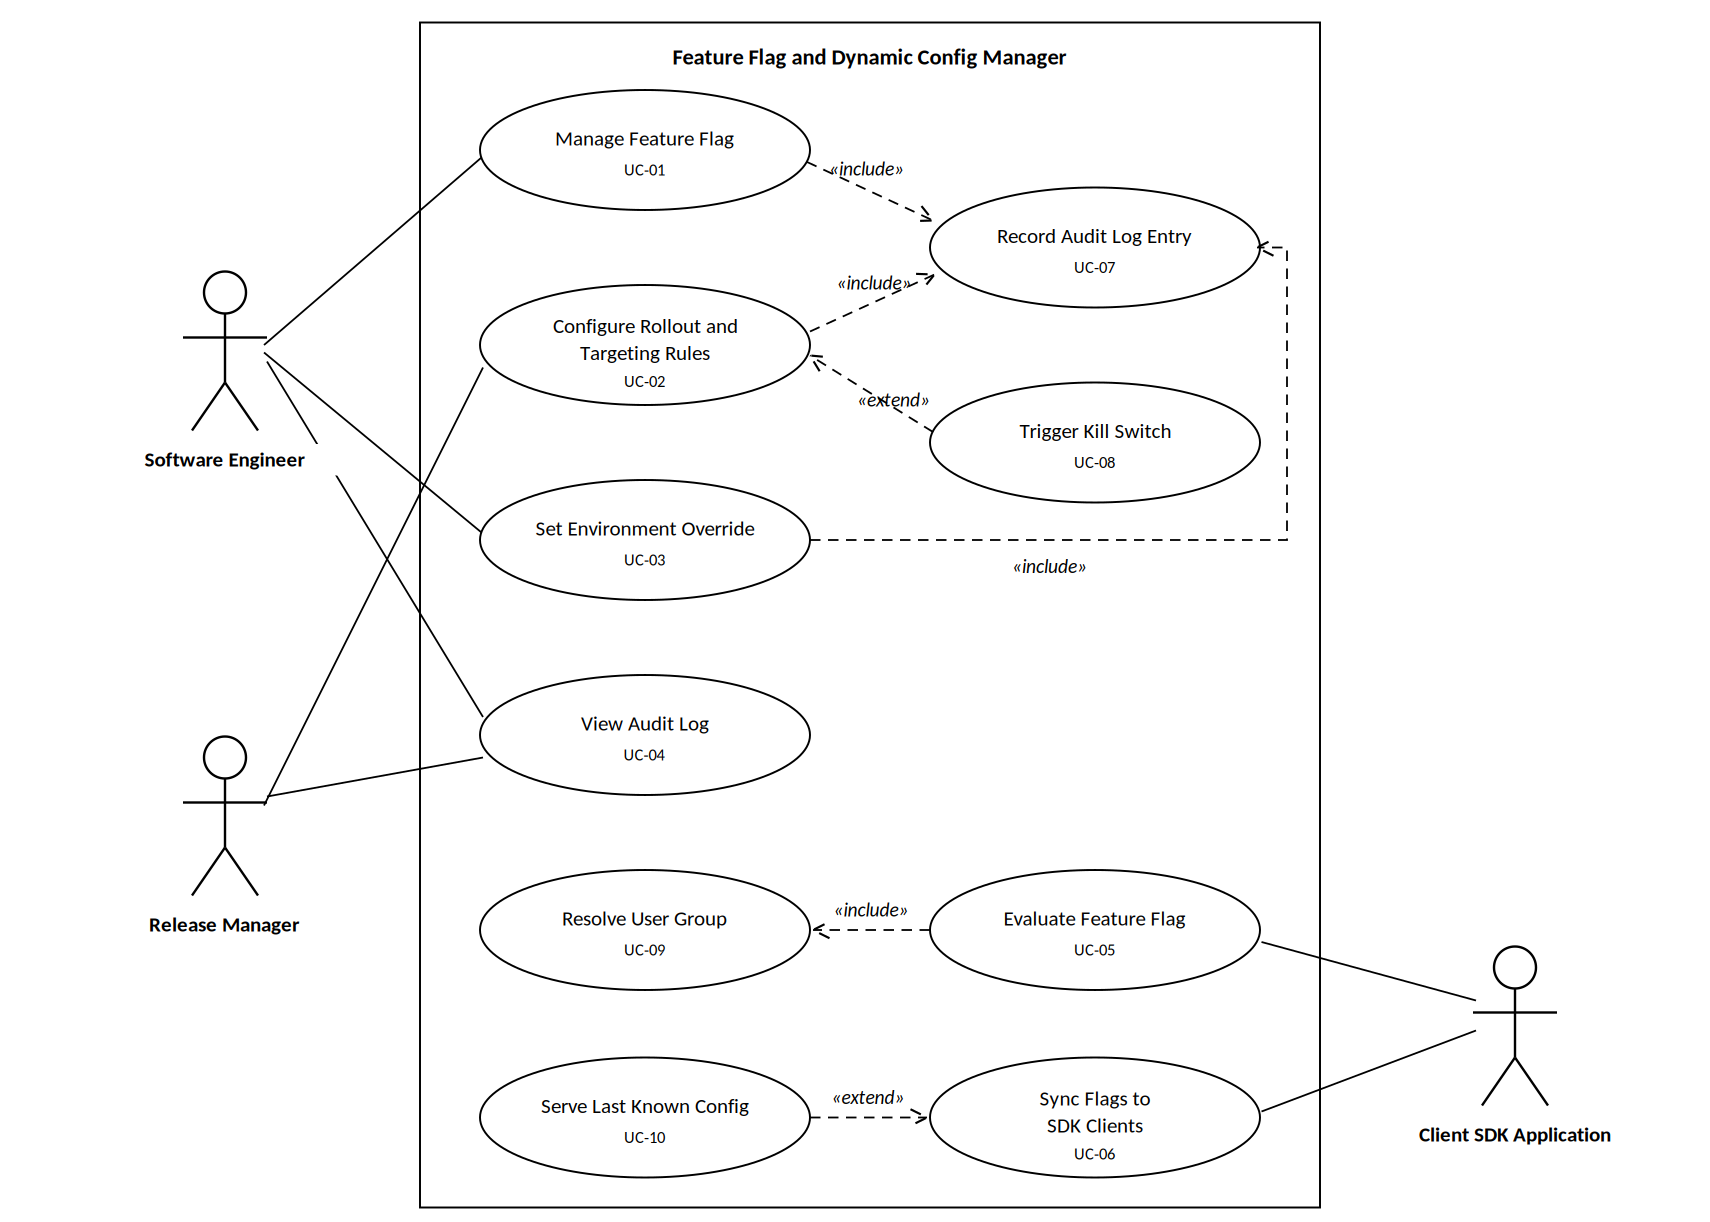 Feature Flag and Dynamic Config Manager
Manage Feature Flag
UC-01
«include»
Record Audit Log Entry
UC-07
«include»
Configure Rollout and
Targeting Rules
UC-02
«extend»
Trigger Kill Switch
UC-08
Software Engineer
Set Environment Override
UC-03
«include»
View Audit Log
UC-04
Release Manager
Resolve User Group
UC-09
«include»
Evaluate Feature Flag
UC-05
Serve Last Known Config
UC-10
«extend»
Sync Flags to
SDK Clients
UC-06
Client SDK Application